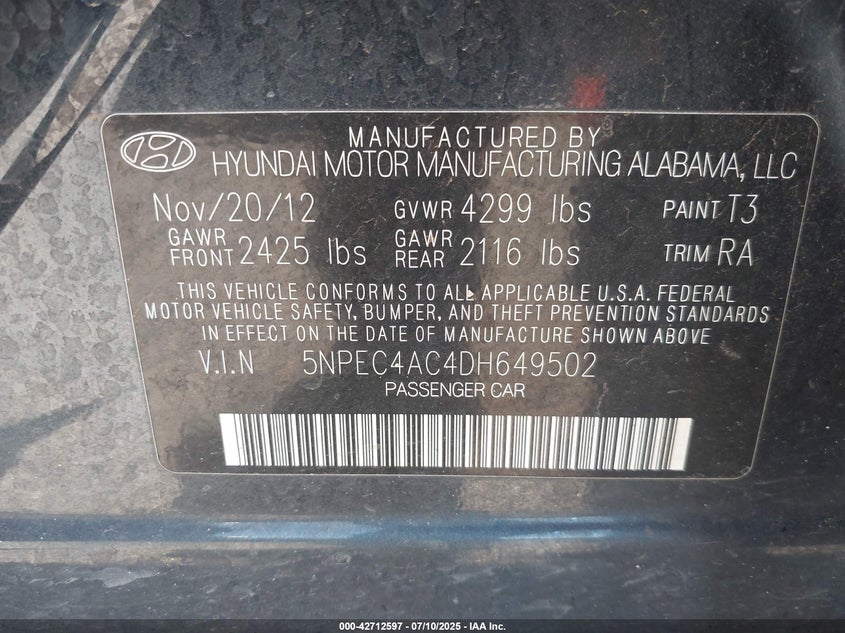 MANUFACTURED BY
HYUNDAI MOTOR MANUFACTURING ALABAMA, LLC
Nov/20/12 GVWR 4299 lbs PAINT T3
GAWR FRONT 2425 lbs GAWR REAR 2116 lbs TRIM RA
THIS VEHICLE CONFORMS TO ALL APPLICABLE U.S.A. FEDERAL
MOTOR VEHICLE SAFETY, BUMPER, AND THEFT PREVENTION STANDARDS
IN EFFECT ON THE DATE OF MANUFACTURE SHOWN ABOVE
V.I.N 5NPEC4AC4DH649502
PASSENGER CAR
000-42712597 - 07/10/2025 - IAA Inc.